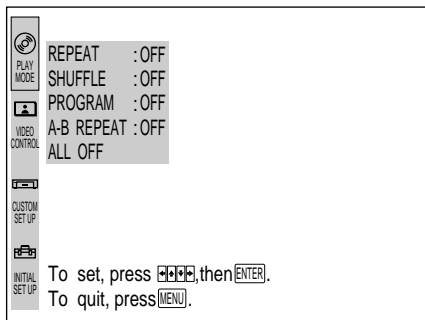 PLAY
MODE
REPEAT :OFF
SHUFFLE :OFF
PROGRAM :OFF
A-B REPEAT :OFF
ALL OFF
VIDEO
CONTROL
CUSTOM
SET UP
INITIAL
SET UP
To set, press ,then ENTER.
To quit, press MENU.